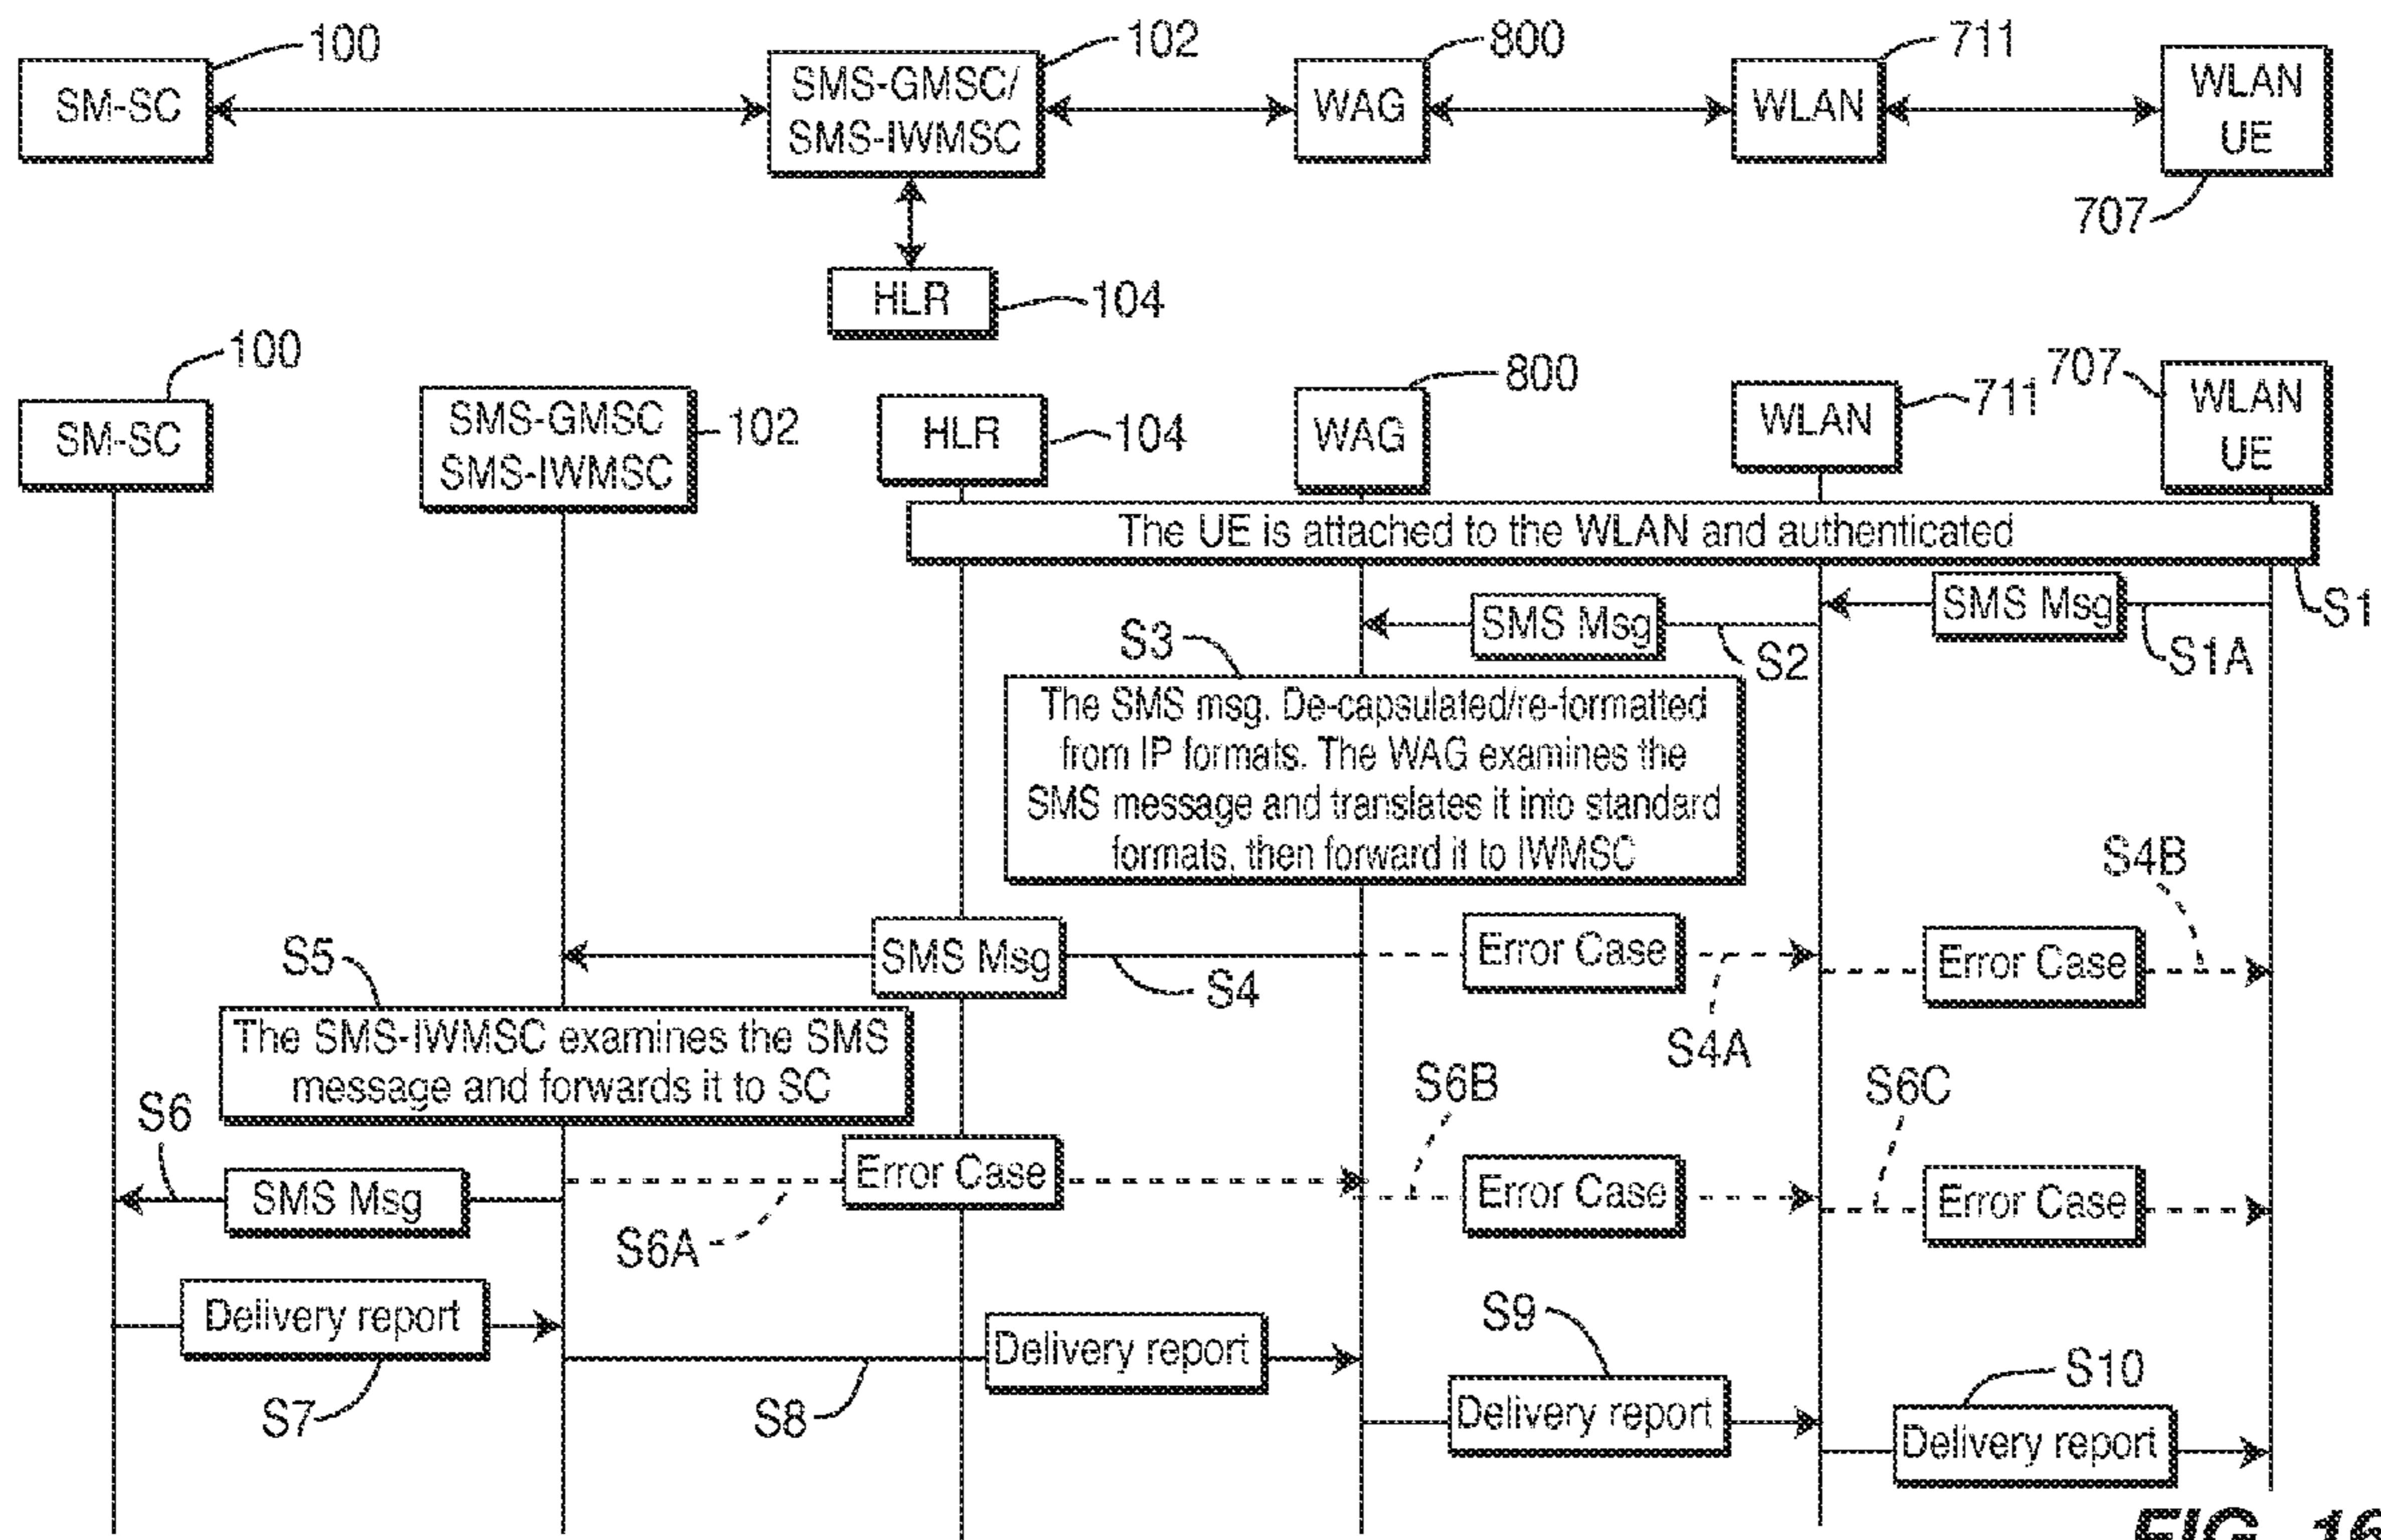 100
102
800
711
SM-SC
SMS-GMSC/
SMS-IWMSC
WAG
WLAN
WLAN
UE
707
HLR
104
100
SM-SC
SMS-GMSC
SMS-IWMSC
102
HLR
104
800
WAG
WLAN
711
707
WLAN
UE
The UE is attached to the WLAN and authenticated
S1
SMS Msg
S1A
SMS Msg
S2
S3
The SMS msg. De-capsulated/re-formatted
from IP formats. The WAG examines the
SMS message and translates it into standard
formats, then forward it to IWMSC
S4B
SMS Msg
S4
Error Case
S4A
Error Case
S5
The SMS-IWMSC examines the SMS
message and forwards it to SC
S6B
S6C
S6
SMS Msg
Error Case
S6A
Error Case
Error Case
Delivery report
S7
Delivery report
S8
S9
Delivery report
S10
Delivery report